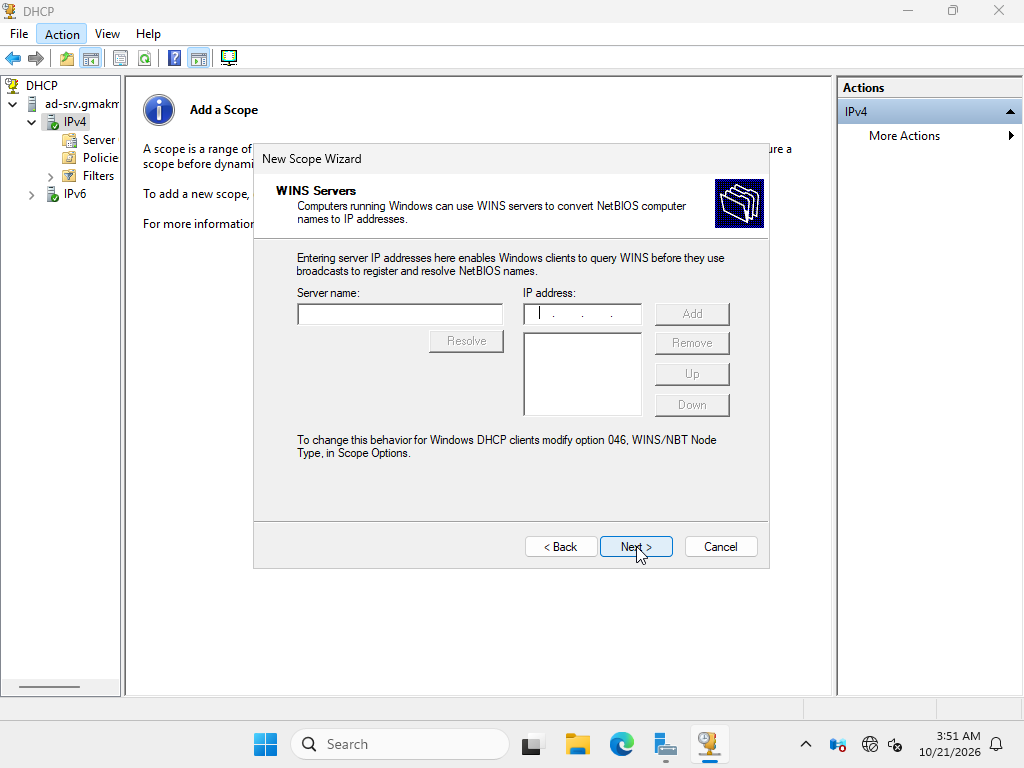 DHCP
File Action View Help
DHCP
ad-srv.gmakm
IPv4
Server
Policie
Filters
IPv6
Add a Scope
A scope is a range of
ure a
scope before dynami
To add a new scope,
For more information
New Scope Wizard
WINS Servers
Computers running Windows can use WINS servers to convert NetBIOS computer
names to IP addresses.
Entering server IP addresses here enables Windows clients to query WINS before they use
broadcasts to register and resolve NetBIOS names.
Server name:
IP address:
Add
Resolve
Remove
Up
Down
To change this behavior for Windows DHCP clients modify option 046, WINS/NBT Node
Type, in Scope Options.
< Back
Next >
Cancel
Actions
IPv4
More Actions
Search
3:51 AM
10/21/2026